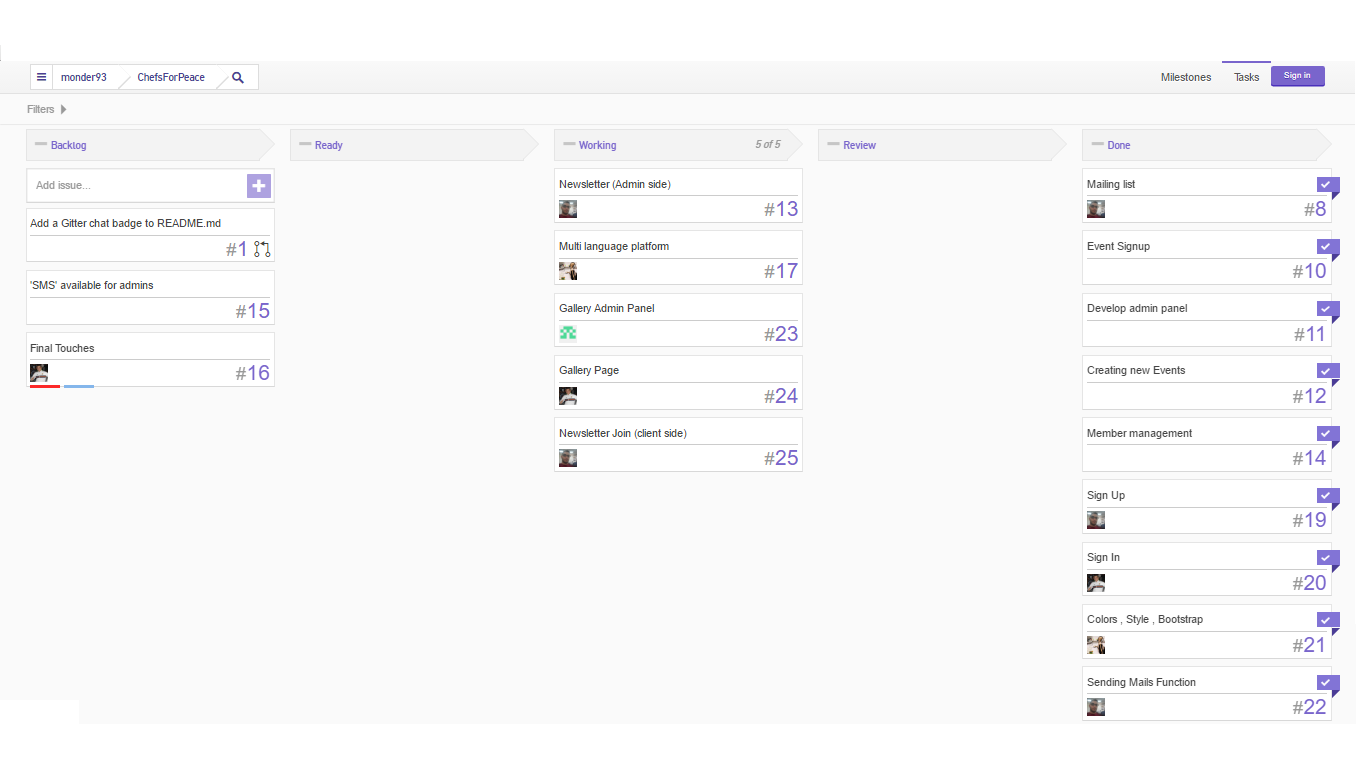 monder93 ChefsForPeace
Milestones Tasks Sign in
Filters
Backlog
Add issue...
Add a Gitter chat badge to README.md
#1
'SMS' available for admins
#15
Final Touches
#16
Ready
Working 5 of 5
Newsletter (Admin side)
#13
Multi language platform
#17
Gallery Admin Panel
#23
Gallery Page
#24
Newsletter Join (client side)
#25
Review
Done
Mailing list
#8
Event Signup
#10
Develop admin panel
#11
Creating new Events
#12
Member management
#14
Sign Up
#19
Sign In
#20
Colors , Style , Bootstrap
#21
Sending Mails Function
#22